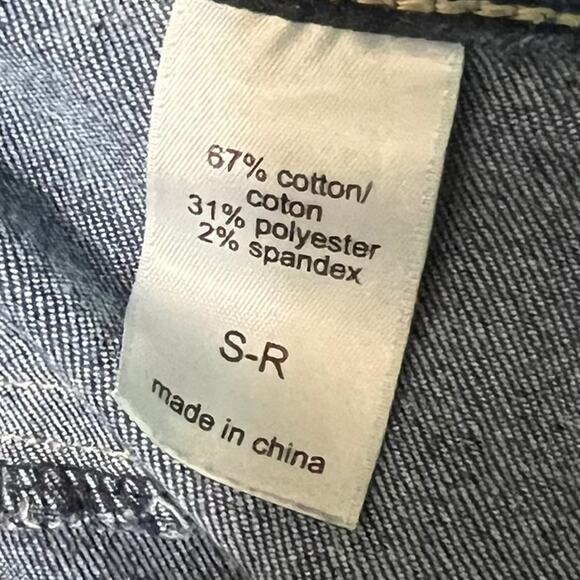 67% cotton/
coton
31% polyester
2% spandex
S-R
made in china